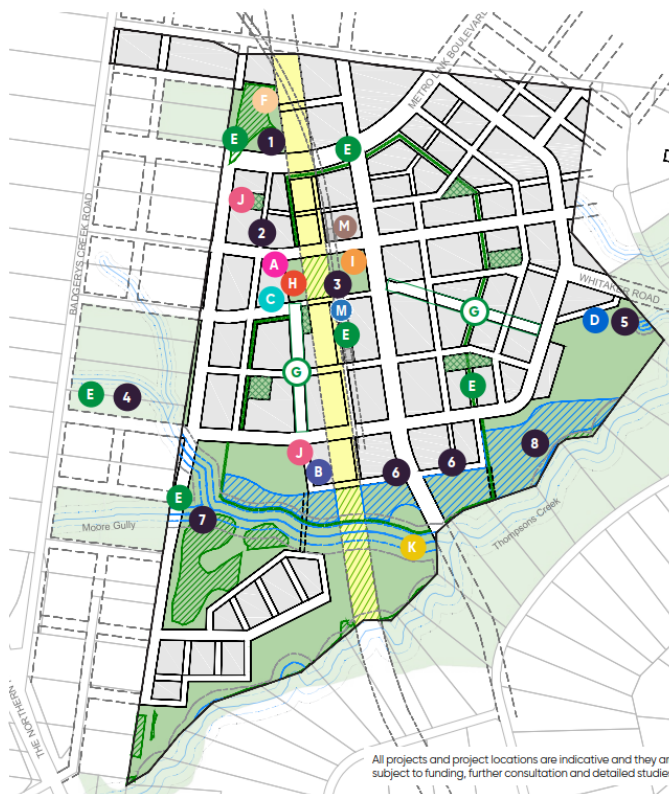 METRO LINK BOULEVARD
F
E
1
E
J
BADGERYS CREEK ROAD
2
M
A
I
H
3
C
WHITAKER ROAD
M
G
D
5
E
G
E
E
4
J
8
B
6
6
E
7
Moore Gully
Thompsons Creek
K
THE NORTHERN
All projects and project locations are indicative and they ar
subject to funding, further consultation and detailed studie